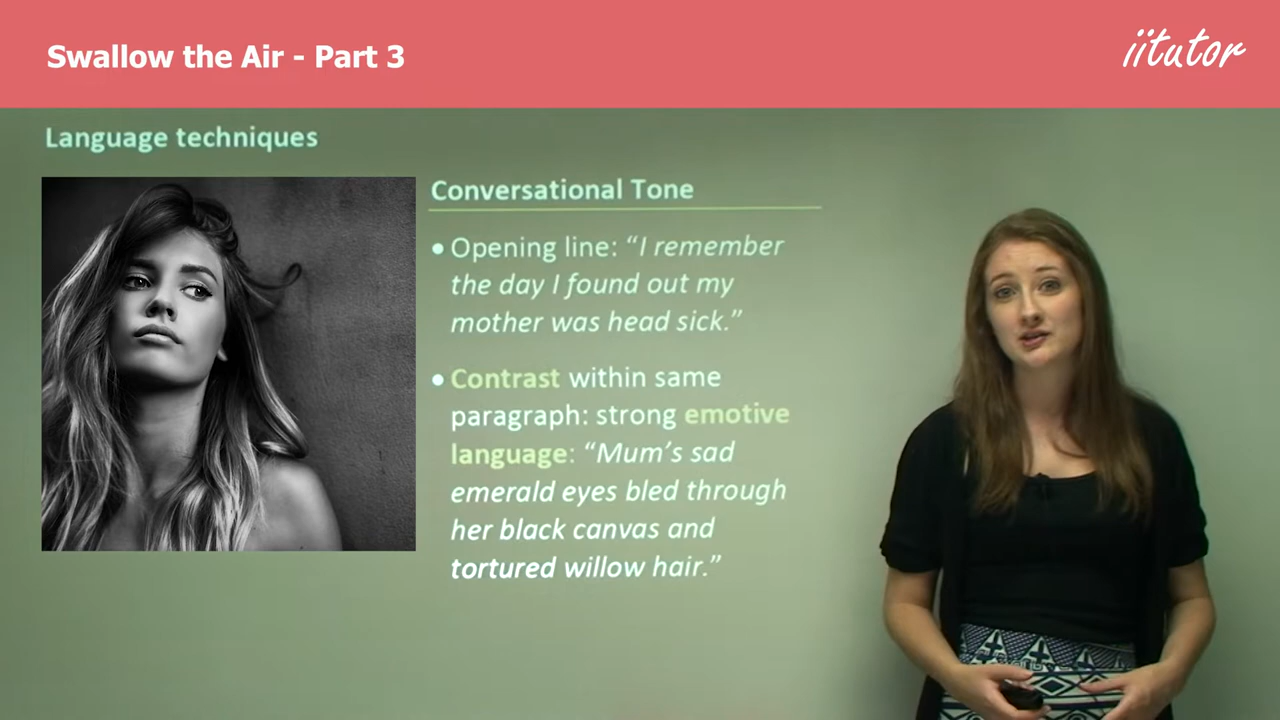 Swallow the Air - Part 3
iitutor
Language techniques
Conversational Tone
• Opening line: “I remember
the day I found out my
mother was head sick.”
• Contrast within same
paragraph: strong emotive
language: “Mum’s sad
emerald eyes bled through
her black canvas and
tortured willow hair.”